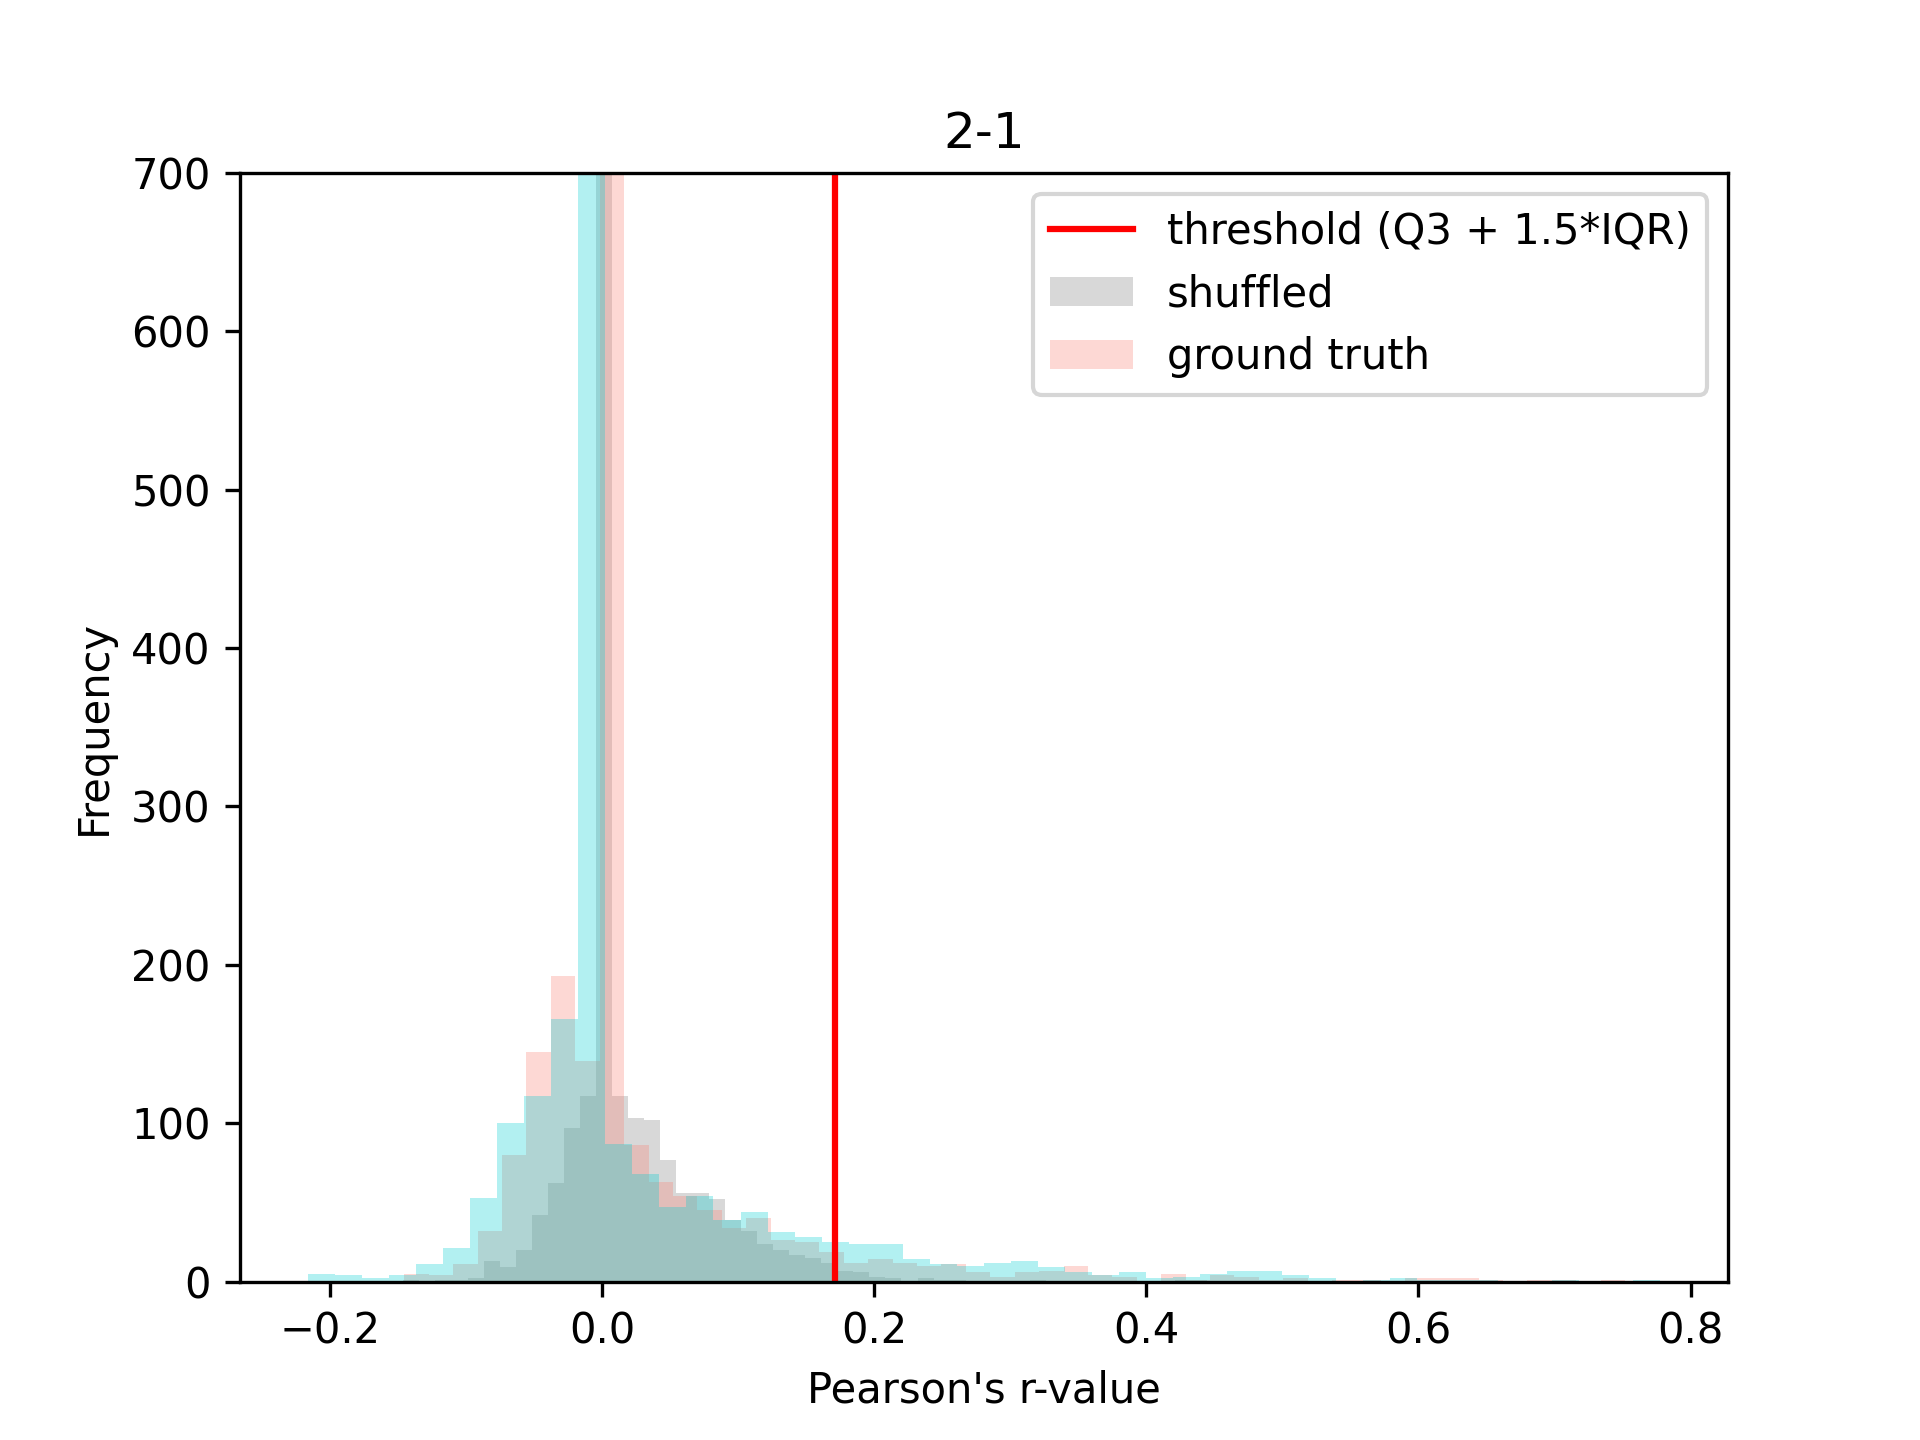 2-1
700
600
500
400
300
200
100
0
Frequency
threshold (Q3 + 1.5*IQR)
shuffled
ground truth
−0.2 0.0 0.2 0.4 0.6 0.8
Pearson's r-value